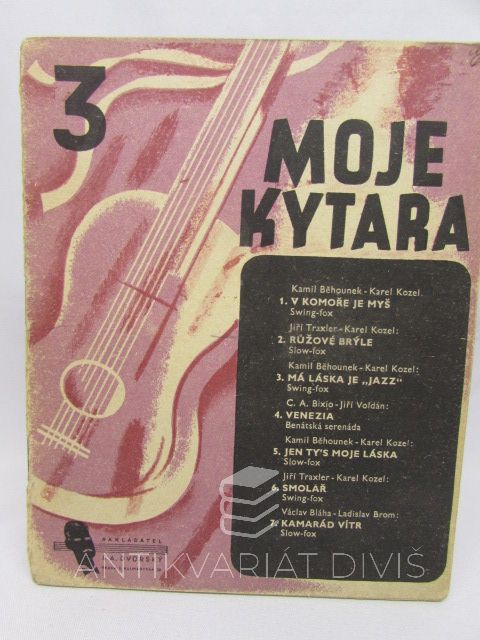 3
MOJE
KYTARA
Kamil Běhounek - Karel Kozel:
1. V KOMOŘE JE MYŠ
Swing-fox
Jiří Traxler - Karel Kozel:
2. RŮŽOVÉ BRÝLE
Slow-fox
Kamil Běhounek - Karel Kozel:
3. MÁ LÁSKA JE „JAZZ"
Swing-fox
C. A. Bixio - Jiří Voldán:
4. VENEZIA
Benátská serenáda
Kamil Běhounek - Karel Kozel:
5. JEN TY'S MOJE LÁSKA
Slow-fox
Jiří Traxler - Karel Kozel:
6. SMOLAŘ
Swing-fox
Václav Bláha - Ladislav Brom:
7. KAMARÁD VÍTR
Slow-fox
NAKLADATEL
R.A. DVORSKÝ
ANTIKVARIÁT DIVIŠ